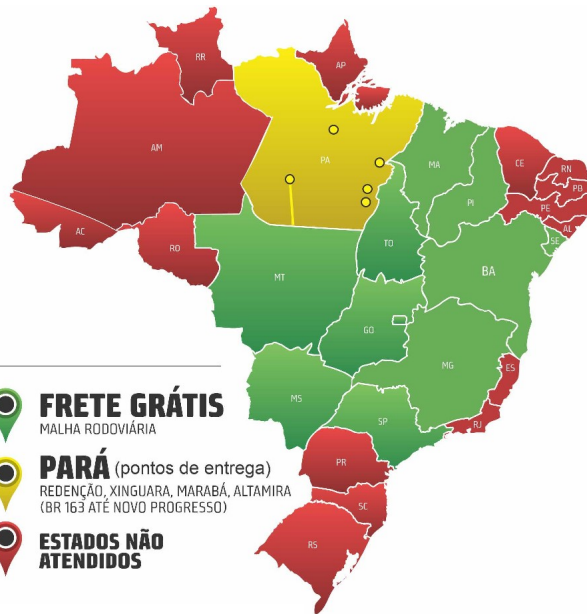 RR
AP
AM
PA
MA
CE
RN
PB
PI
PE
AL
SE
AC
RO
TO
MT
BA
GO
MG
ES
MS
SP
RJ
PR
SC
RS
FRETE GRÁTIS
MALHA RODOVIÁRIA
PARÁ (pontos de entrega)
REDENÇÃO, XINGUARA, MARABÁ, ALTAMIRA
(BR 163 ATÉ NOVO PROGRESSO)
ESTADOS NÃO
ATENDIDOS